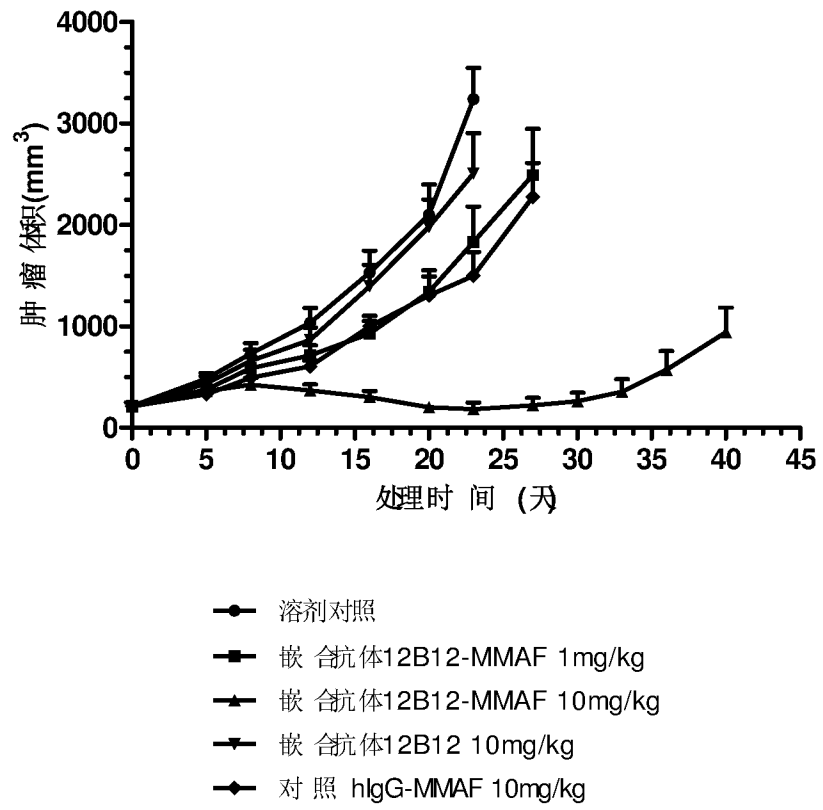 4000
3000
2000
1000
0
肿瘤体积(mm3)
0 5 10 15 20 25 30 35 40 45
处理时间 (天)
溶剂对照
嵌合抗体12B12-MMAF 1mg/kg
嵌合抗体12B12-MMAF 10mg/kg
嵌合抗体12B12 10mg/kg
对照 hIgG-MMAF 10mg/kg